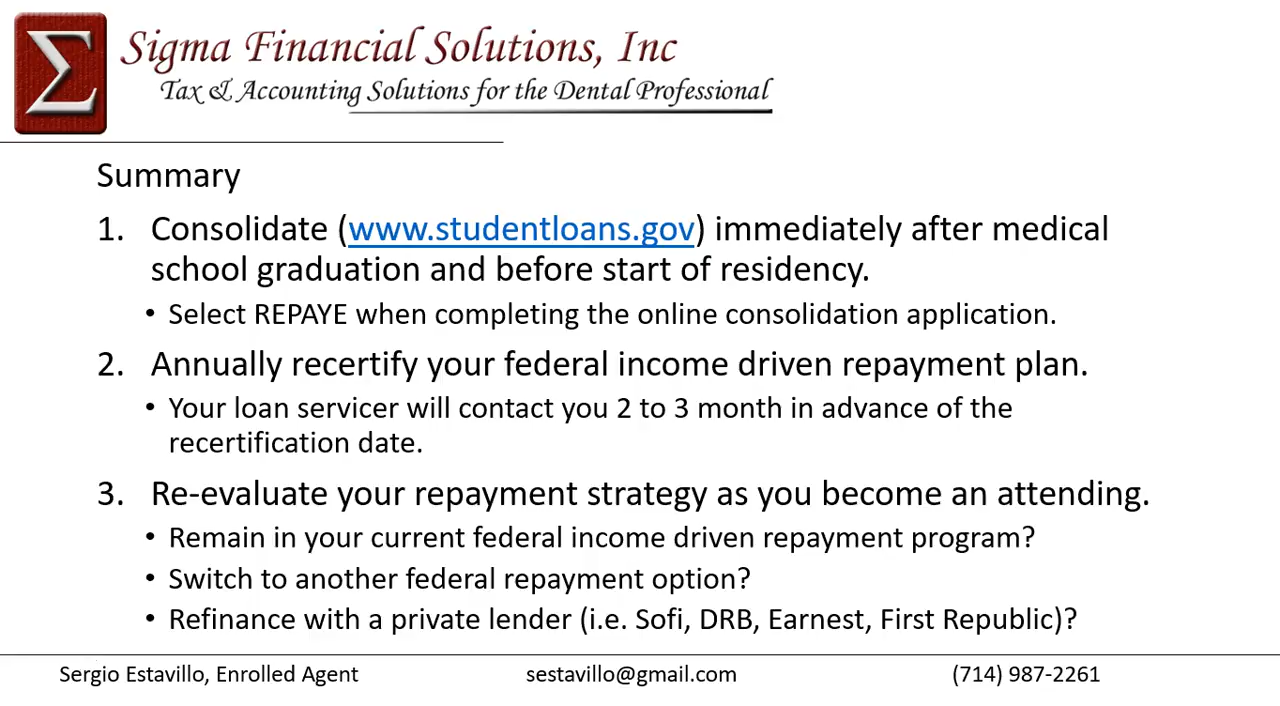 Σ
Sigma Financial Solutions, Inc
Tax & Accounting Solutions for the Dental Professional
Summary
1. Consolidate (www.studentloans.gov) immediately after medical
school graduation and before start of residency.
• Select REPAYE when completing the online consolidation application.
2. Annually recertify your federal income driven repayment plan.
• Your loan servicer will contact you 2 to 3 month in advance of the
recertification date.
3. Re-evaluate your repayment strategy as you become an attending.
• Remain in your current federal income driven repayment program?
• Switch to another federal repayment option?
• Refinance with a private lender (i.e. Sofi, DRB, Earnest, First Republic)?
Sergio Estavillo, Enrolled Agent sestavillo@gmail.com (714) 987-2261